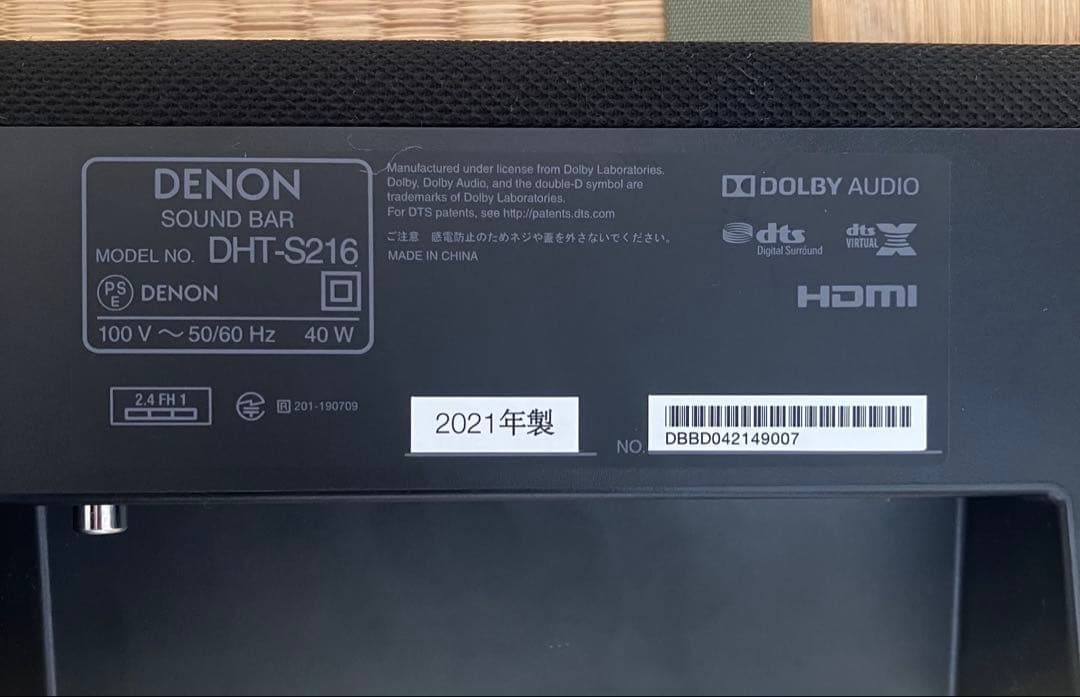 DENON
SOUND BAR
MODEL NO. DHT-S216
PS
E
DENON
100 V ～ 50/60 Hz 40 W
Manufactured under license from Dolby Laboratories.
Dolby, Dolby Audio, and the double-D symbol are
trademarks of Dolby Laboratories.
For DTS patents, see http://patents.dts.com
ご注意 感電防止のためネジや蓋を外さないでください。
MADE IN CHINA
DOLBY AUDIO
dts
Digital Surround
dts
VIRTUAL X
HDMI
2.4 FH 1
R 201-190709
2021年製
NO. DBBD042149007